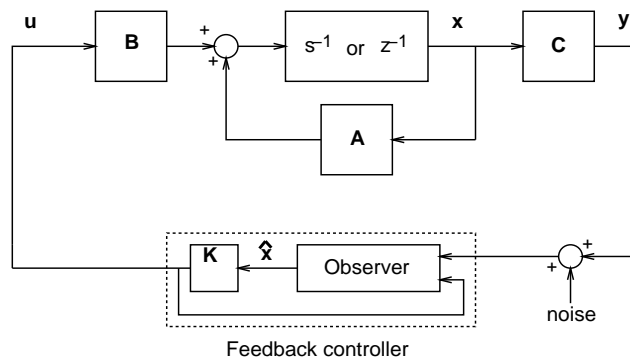 u
B
+
+
s⁻¹ or z⁻¹
x
C
y
A
K
x̂
Observer
+
+
noise
Feedback controller